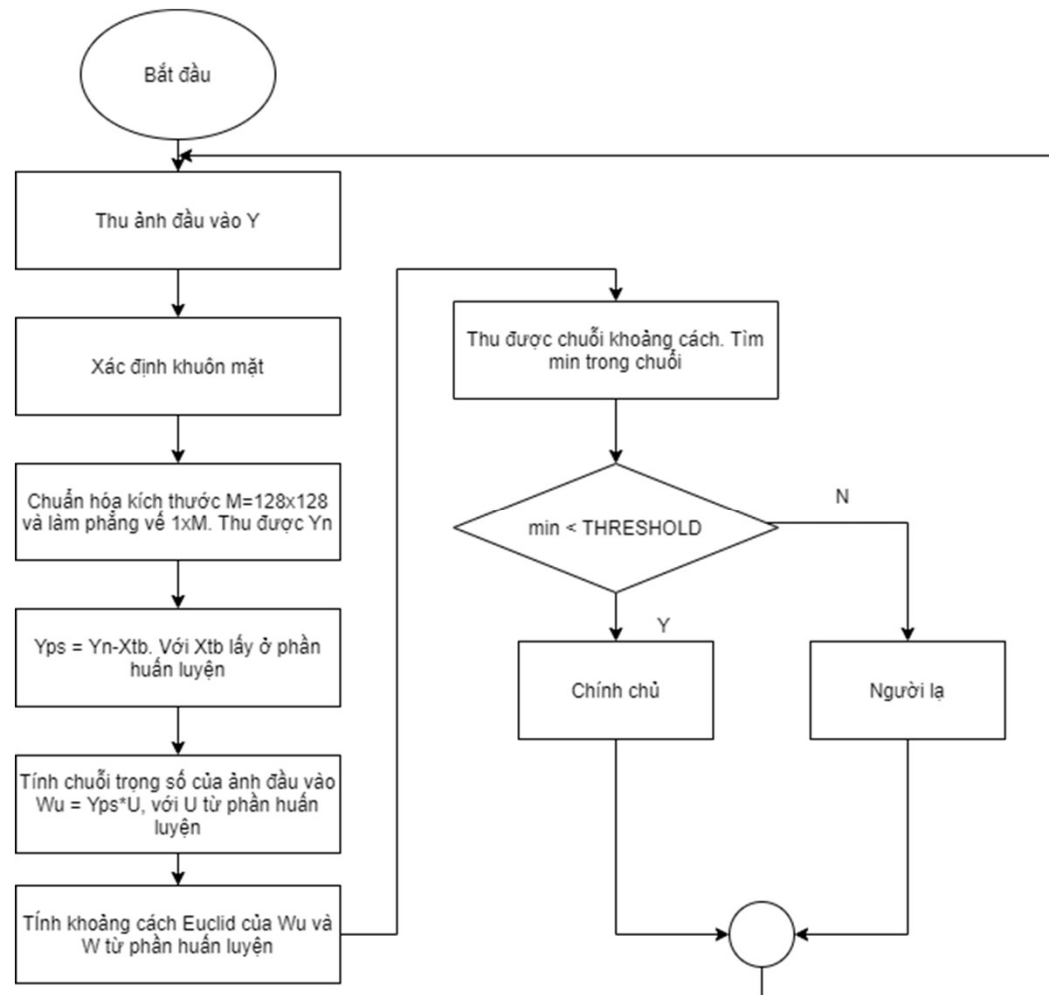 Bắt đầu
Thu ảnh đầu vào Y
Xác định khuôn mặt
Chuẩn hóa kích thước M=128x128
và làm phẳng về 1xM. Thu được Yn
Yps = Yn-Xtb. Với Xtb lấy ở phần
huấn luyện
Tính chuỗi trọng số của ảnh đầu vào
Wu = Yps*U, với U từ phần huấn
luyện
TÍnh khoảng cách Euclid của Wu và
W từ phần huấn luyện
Thu được chuỗi khoảng cách. Tìm
min trong chuỗi
min < THRESHOLD
N
Y
Chính chủ
Người lạ